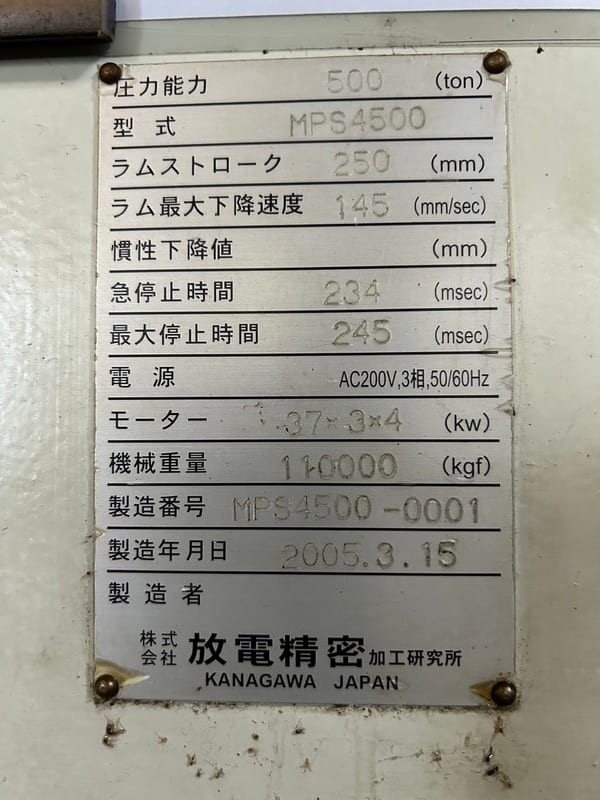 圧力能力 500 (ton)
型式 MPS4500
ラムストローク 250 (mm)
ラム最大下降速度 145 (mm/sec)
慣性下降値 (mm)
急停止時間 234 (msec)
最大停止時間 245 (msec)
電源 AC200V,3相,50/60Hz
モーター 37×3×4 (kw)
機械重量 110000 (kgf)
製造番号 MPS4500-0001
製造年月日 2005.3.15
製造者
株式会社 放電精密加工研究所
KANAGAWA JAPAN